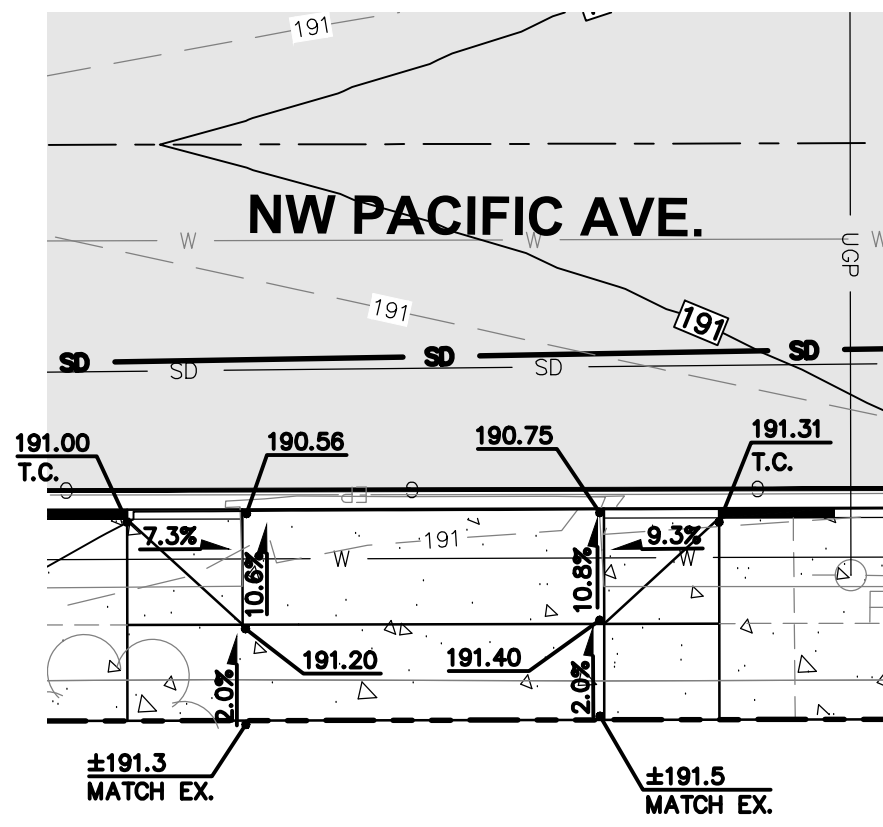 191
NW PACIFIC AVE.
W
W
W
UGP
191
191
SD
SD
SD
SD
SD
191.00
T.C.
190.56
190.75
191.31
T.C.
EP
7.3%
10.6%
W
191
10.8%
9.3%
W
191.20
191.40
2.0%
2.0%
±191.3
MATCH EX.
±191.5
MATCH EX.